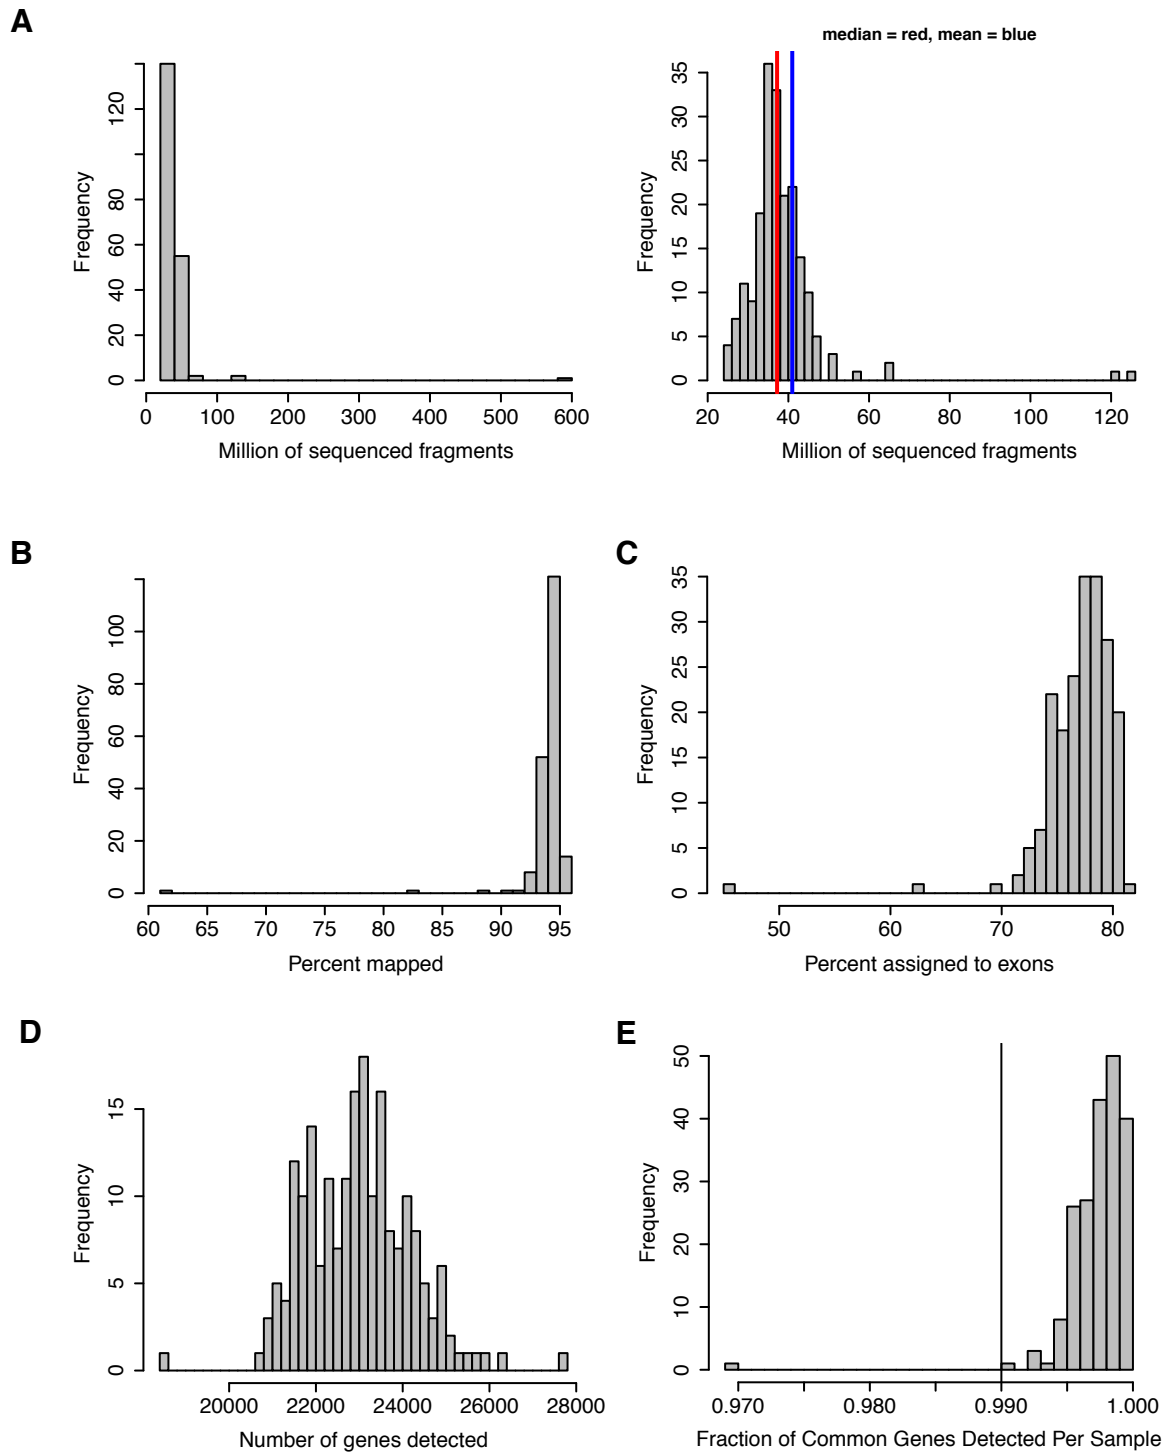 A
median = red, mean = blue
Frequency
0 20 40 60 80 120
0 100 200 300 400 500 600
Million of sequenced fragments
Frequency
0 5 10 15 20 25 30 35
20 40 60 80 100 120
Million of sequenced fragments
B
Frequency
0 20 40 60 80 100
60 65 70 75 80 85 90 95
Percent mapped
C
Frequency
0 5 10 15 20 25 30 35
50 60 70 80
Percent assigned to exons
D
Frequency
0 5 10 15
20000 22000 24000 26000 28000
Number of genes detected
E
Frequency
0 10 20 30 40 50
0.970 0.980 0.990 1.000
Fraction of Common Genes Detected Per Sample